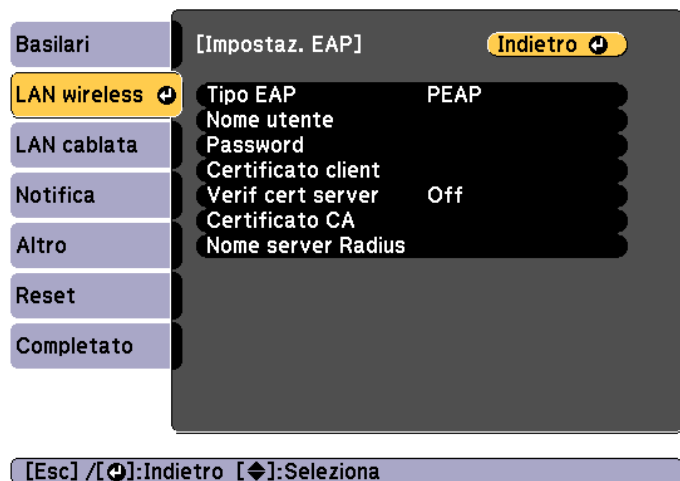 Basilari
[Impostaz. EAP]
Indietro
LAN wireless
Tipo EAP PEAP
Nome utente
Password
LAN cablata
Certificato client
Notifica
Verif cert server Off
Certificato CA
Altro
Nome server Radius
Reset
Completato
[Esc] /[⏎]:Indietro [◆]:Seleziona